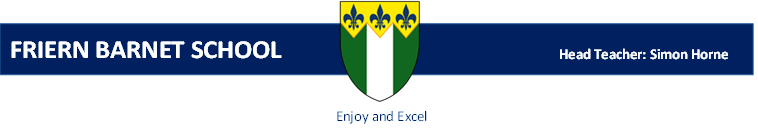 FRIERN BARNET SCHOOL
Head Teacher: Simon Horne
Enjoy and Excel